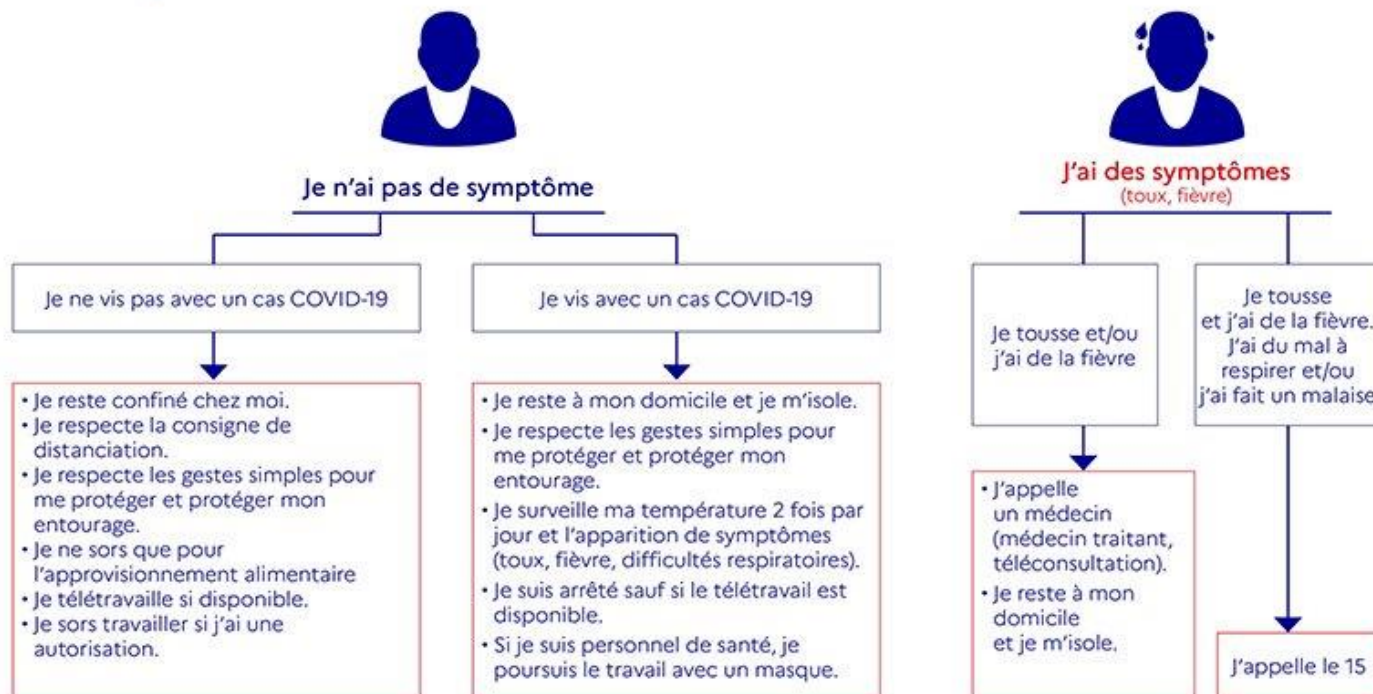 Je n'ai pas de symptôme
Je ne vis pas avec un cas COVID-19
• Je reste confiné chez moi.
• Je respecte la consigne de
distanciation.
• Je respecte les gestes simples pour
me protéger et protéger mon
entourage.
• Je ne sors que pour
l'approvisionnement alimentaire
• Je télétravaille si disponible.
• Je sors travailler si j'ai une
autorisation.
Je vis avec un cas COVID-19
• Je reste à mon domicile et je m'isole.
• Je respecte les gestes simples pour
me protéger et protéger mon
entourage.
• Je surveille ma température 2 fois par
jour et l'apparition de symptômes
(toux, fièvre, difficultés respiratoires).
• Je suis arrêté sauf si le télétravail est
disponible.
• Si je suis personnel de santé, je
poursuis le travail avec un masque.
J'ai des symptômes
(toux, fièvre)
Je tousse et/ou
j'ai de la fièvre
• J'appelle
un médecin
(médecin traitant,
téléconsultation).
• Je reste à mon
domicile
et je m'isole.
Je tousse
et j'ai de la fièvre.
J'ai du mal à
respirer et/ou
j'ai fait un malaise
J'appelle le 15